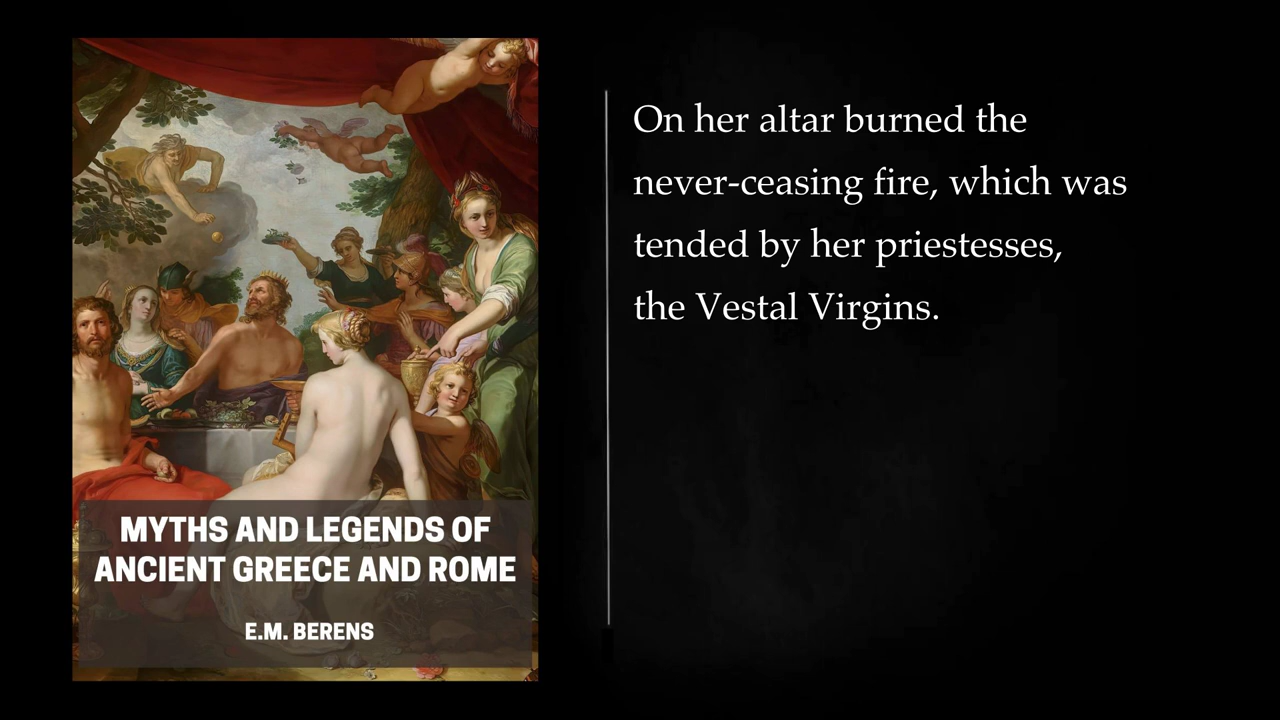 MYTHS AND LEGENDS OF
ANCIENT GREECE AND ROME
E.M. BERENS
On her altar burned the
never-ceasing fire, which was
tended by her priestesses,
the Vestal Virgins.